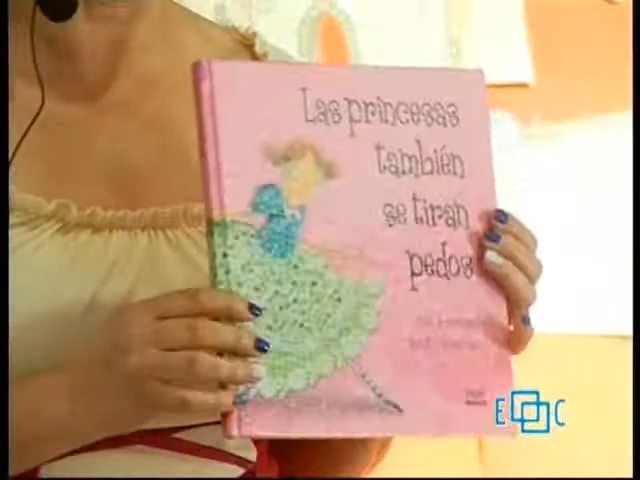 Las princesas
también
se tiran
pedos
E C